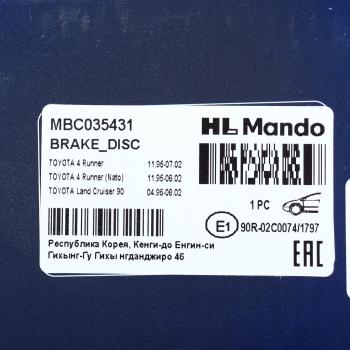 MBC035431
BRAKE_DISC
HL Mando
TOYOTA 4 Runner 11.95-07.02
TOYOTA 4 Runner (Nato) 11.95-08.02
TOYOTA Land Cruiser 90 04.96-08.02
1 PC
E1 90R-02C0074/1797
Республика Корея, Кенги-до Енгин-си
Гихынг-Гу Гихы нгданджиро 46
EAC